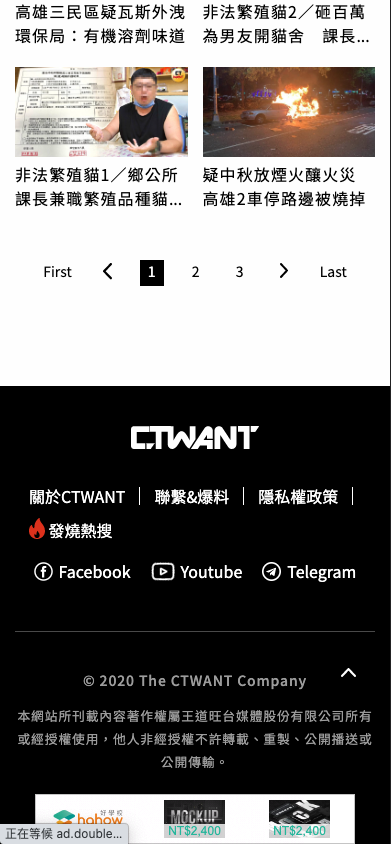 高雄三民區疑瓦斯外洩
環保局：有機溶劑味道
非法繁殖貓2／砸百萬
為男友開貓舍　課長...
非法繁殖貓1／鄉公所
課長兼職繁殖品種貓...
疑中秋放煙火釀火災
高雄2車停路邊被燒掉
First
1
2
3
Last
CTWANT
關於CTWANT
聯繫&爆料
隱私權政策
發燒熱搜
Facebook
Youtube
Telegram
© 2020 The CTWANT Company
本網站所刊載內容著作權屬王道旺台媒體股份有限公司所有
或經授權使用，他人非經授權不許轉載、重製、公開播送或
公開傳輸。
好學校
hahow
MOCKUP
NT$2,400
NT$2,400
正在等候 ad.double...